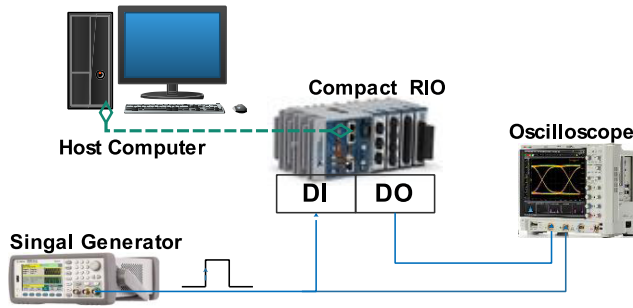 Compact RIO
Oscilloscope
Host Computer
DI
DO
Singal Generator